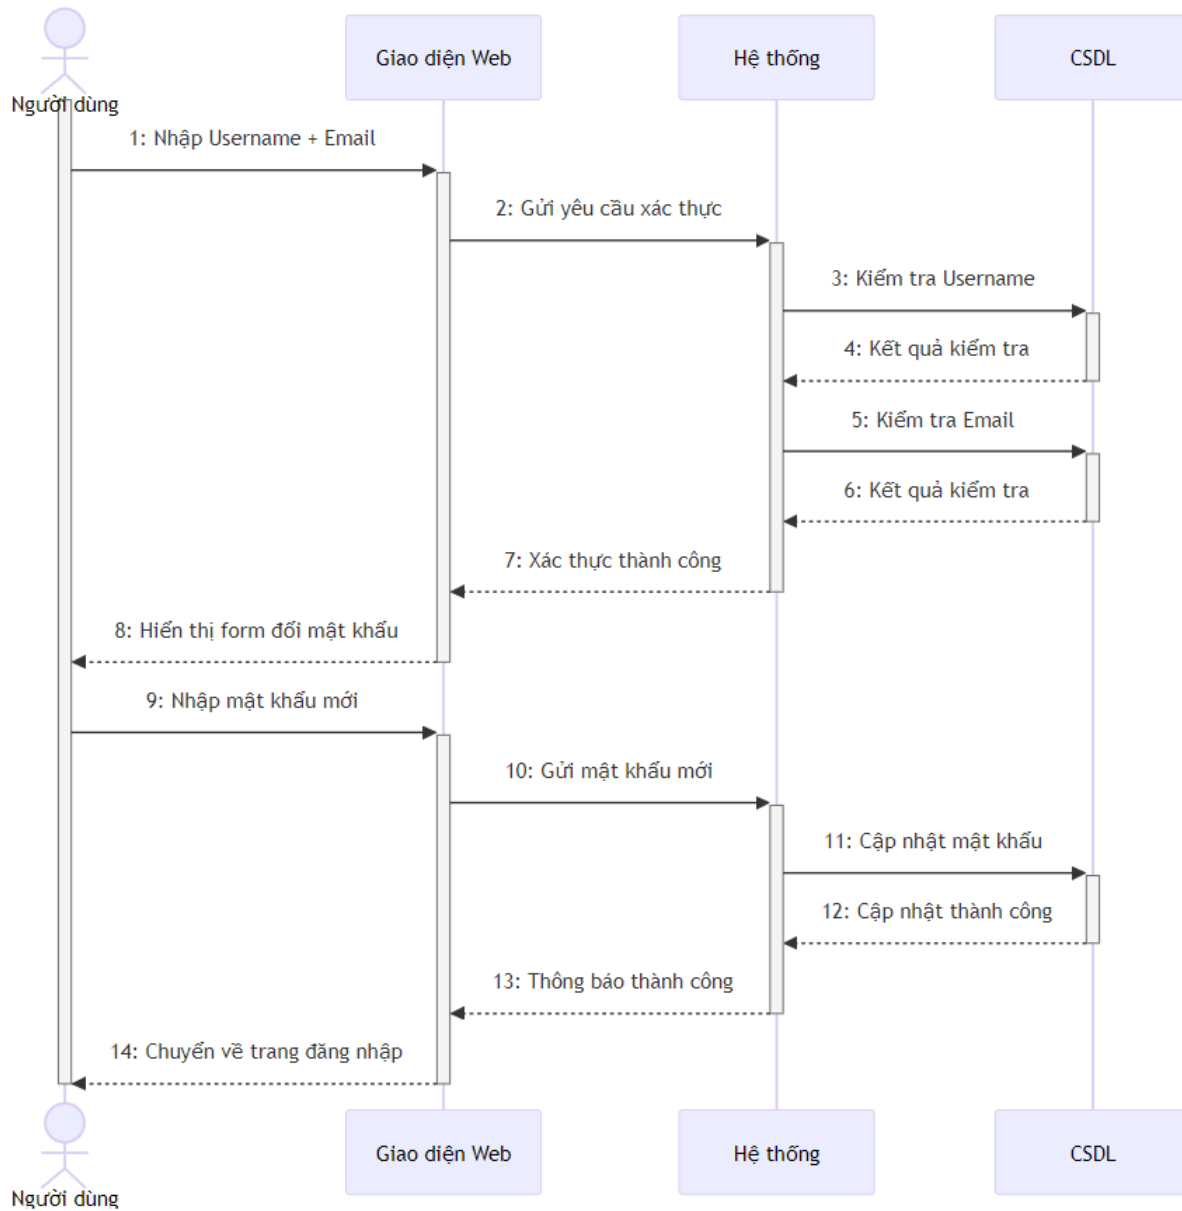 Người dùng
Giao diện Web
Hệ thống
CSDL
1: Nhập Username + Email
2: Gửi yêu cầu xác thực
3: Kiểm tra Username
4: Kết quả kiểm tra
5: Kiểm tra Email
6: Kết quả kiểm tra
7: Xác thực thành công
8: Hiển thị form đổi mật khẩu
9: Nhập mật khẩu mới
10: Gửi mật khẩu mới
11: Cập nhật mật khẩu
12: Cập nhật thành công
13: Thông báo thành công
14: Chuyển về trang đăng nhập
Người dùng
Giao diện Web
Hệ thống
CSDL